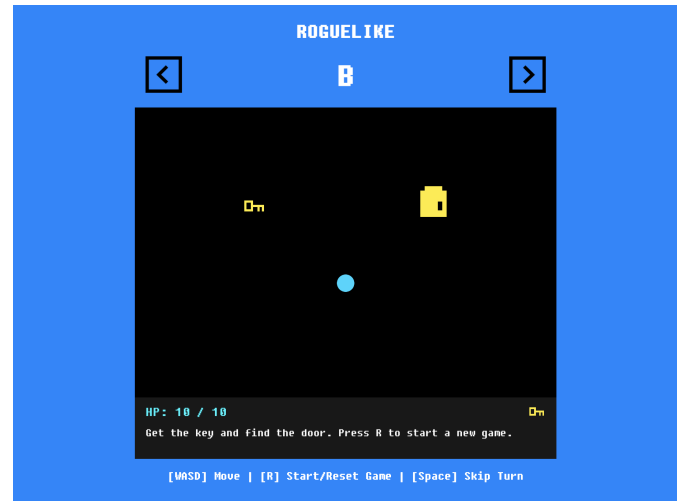 ROGUELIKE
B
HP: 10 / 10
Get the key and find the door. Press R to start a new game.
[WASD] Move | [R] Start/Reset Game | [Space] Skip Turn